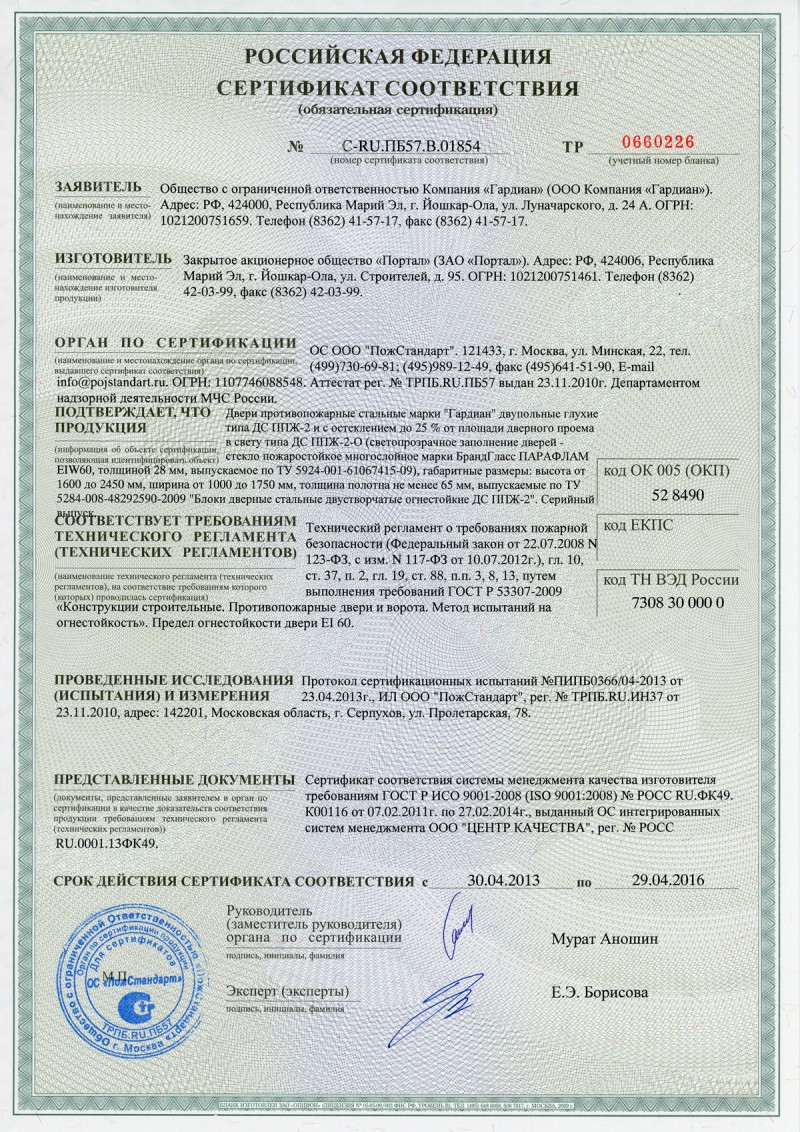 РОССИЙСКАЯ ФЕДЕРАЦИЯ
СЕРТИФИКАТ СООТВЕТСТВИЯ
(обязательная сертификация)
№ С-RU.ПБ57.В.01854 ТР 0660226
(номер сертификата соответствия) (учетный номер бланка)
ЗАЯВИТЕЛЬ Общество с ограниченной ответственностью Компания «Гардиан» (ООО Компания «Гардиан»).
(наименование и место- Адрес: РФ, 424000, Республика Марий Эл, г. Йошкар-Ола, ул. Луначарского, д. 24 А. ОГРН:
нахождение заявителя) 1021200751659. Телефон (8362) 41-57-17, факс (8362) 41-57-17.
ИЗГОТОВИТЕЛЬ Закрытое акционерное общество «Портал» (ЗАО «Портал»). Адрес: РФ, 424006, Республика
(наименование и место- Марий Эл, г. Йошкар-Ола, ул. Строителей, д. 95. ОГРН: 1021200751461. Телефон (8362)
нахождение изготовителя 42-03-99, факс (8362) 42-03-99.
продукции)
ОРГАН ПО СЕРТИФИКАЦИИ ОС ООО "ПожСтандарт". 121433, г. Москва, ул. Минская, 22, тел.
(наименование и местонахождение органа по сертификации, (499)730-69-81; (495)989-12-49, факс (495)641-51-90, E-mail
выдавшего сертификат соответствия)
info@pojstandart.ru. ОГРН: 1107746088548. Аттестат рег. № ТРПБ.RU.ПБ57 выдан 23.11.2010г. Департаментом
надзорной деятельности МЧС России.
ПОДТВЕРЖДАЕТ, ЧТО Двери противопожарные стальные марки "Гардиан" двупольные глухие
ПРОДУКЦИЯ типа ДС ППЖ-2 и с остеклением до 25 % от площади дверного проема
в свету типа ДС ППЖ-2-О (светопрозрачное заполнение дверей -
(информация об объекте сертификации, стекло пожаростойкое многослойное марки БрандГласс ПАРАФЛАМ
позволяющая идентифицировать объект)
EIW60, толщиной 28 мм, выпускаемое по ТУ 5924-001-61067415-09), габаритные размеры: высота от
1600 до 2450 мм, ширина от 1000 до 1750 мм, толщина полотна не менее 65 мм, выпускаемые по ТУ
5284-008-48292590-2009 "Блоки дверные стальные двустворчатые огнестойкие ДС ППЖ-2". Серийный
выпуск.
код ОК 005 (ОКП)
52 8490
СООТВЕТСТВУЕТ ТРЕБОВАНИЯМ Технический регламент о требованиях пожарной
ТЕХНИЧЕСКОГО РЕГЛАМЕНТА безопасности (Федеральный закон от 22.07.2008 N
(ТЕХНИЧЕСКИХ РЕГЛАМЕНТОВ) 123-ФЗ, с изм. N 117-ФЗ от 10.07.2012г.), гл. 10,
(наименование технического регламента (технических ст. 37, п. 2, гл. 19, ст. 88, п.п. 3, 8, 13, путем
регламентов), на соответствие требованиям которого выполнения требований ГОСТ Р 53307-2009
(которых) проводилась сертификация)
«Конструкции строительные. Противопожарные двери и ворота. Метод испытаний на
огнестойкость». Предел огнестойкости двери EI 60.
код ЕКПС
код ТН ВЭД России
7308 30 000 0
ПРОВЕДЕННЫЕ ИССЛЕДОВАНИЯ Протокол сертификационных испытаний №ПИПБ0366/04-2013 от
(ИСПЫТАНИЯ) И ИЗМЕРЕНИЯ 23.04.2013г., ИЛ ООО "ПожСтандарт", рег. № ТРПБ.RU.ИН37 от
23.11.2010, адрес: 142201, Московская область, г. Серпухов, ул. Пролетарская, 78.
ПРЕДСТАВЛЕННЫЕ ДОКУМЕНТЫ Сертификат соответствия системы менеджмента качества изготовителя
(документы, представленные заявителем в орган по требованиям ГОСТ Р ИСО 9001-2008 (ISO 9001:2008) № РОСС RU.ФК49.
сертификации в качестве доказательств соответствия К00116 от 07.02.2011г. по 27.02.2014г., выданный ОС интегрированных
продукции требованиям технического регламента систем менеджмента ООО "ЦЕНТР КАЧЕСТВА", рег. № РОСС
(технических регламентов))
RU.0001.13ФК49.
СРОК ДЕЙСТВИЯ СЕРТИФИКАТА СООТВЕТСТВИЯ с 30.04.2013 по 29.04.2016
Руководитель
(заместитель руководителя)
органа по сертификации Мурат Аношин
подпись, инициалы, фамилия
Эксперт (эксперты) Е.Э. Борисова
подпись, инициалы, фамилия
М.П.
Общество с ограниченной Ответственностью «ПожСтандарт»
Орган по сертификации продукции
Для сертификатов
ОС «ПожСтандарт»
ТРПБ.RU.ПБ57
г. Москва
БЛАНК ИЗГОТОВЛЕН ЗАО «ОПЦИОН»